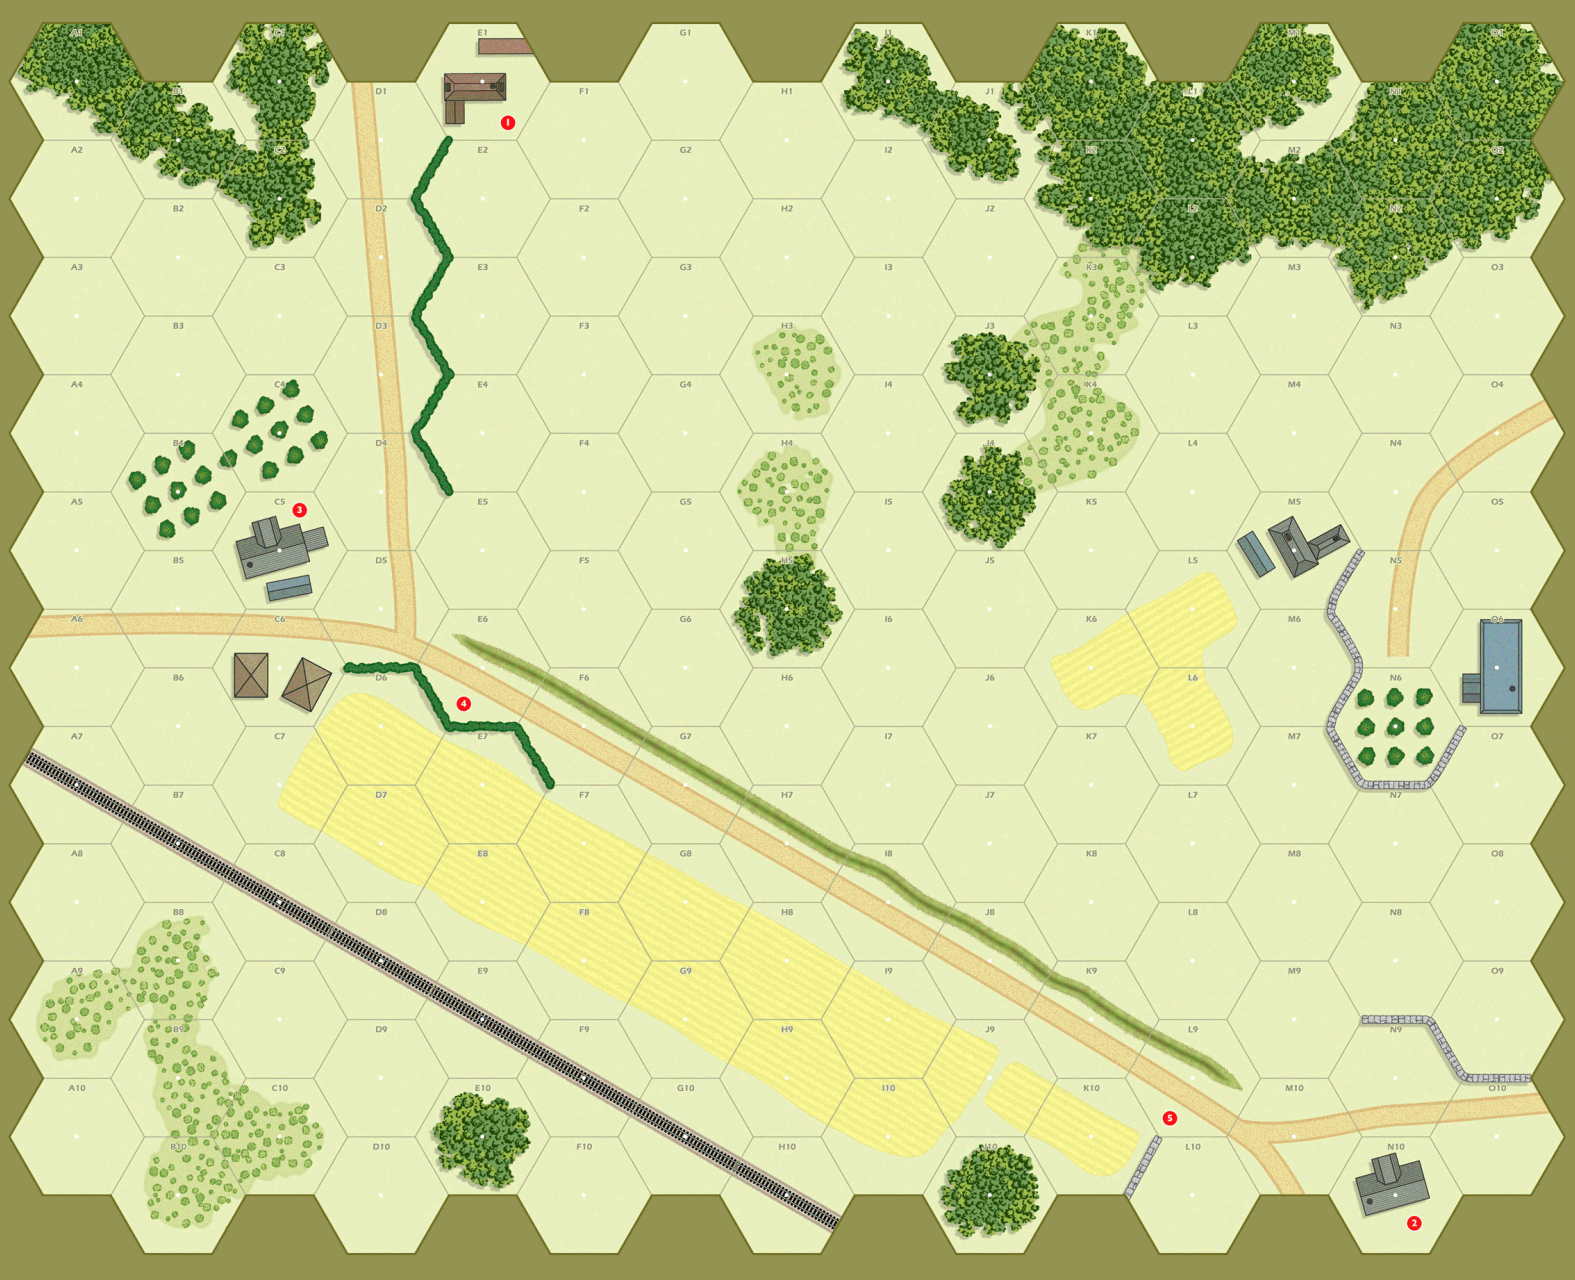 A1 C1 E1 G1 I1 K1 M1 O1
B1 D1 F1 H1 J1 L1 N1
1
A2 C2 E2 G2 I2 K2 M2 O2
B2 D2 F2 H2 J2 L2 N2
A3 C3 E3 G3 I3 K3 M3 O3
B3 D3 F3 H3 J3 L3 N3
A4 C4 E4 G4 I4 K4 M4 O4
B4 D4 F4 H4 J4 L4 N4
A5 C5 E5 G5 I5 K5 M5 O5
3
B5 D5 F5 H5 J5 L5 N5
A6 C6 E6 G6 I6 K6 M6 O6
B6 D6 F6 H6 J6 L6 N6
4
A7 C7 E7 G7 I7 K7 M7 O7
B7 D7 F7 H7 J7 L7 N7
A8 C8 E8 G8 I8 K8 M8 O8
B8 D8 F8 H8 J8 L8 N8
A9 C9 E9 G9 I9 K9 M9 O9
B9 D9 F9 H9 J9 L9 N9
A10 C10 E10 G10 I10 K10 M10 O10
5
B10 D10 F10 H10 J10 L10 N10
2